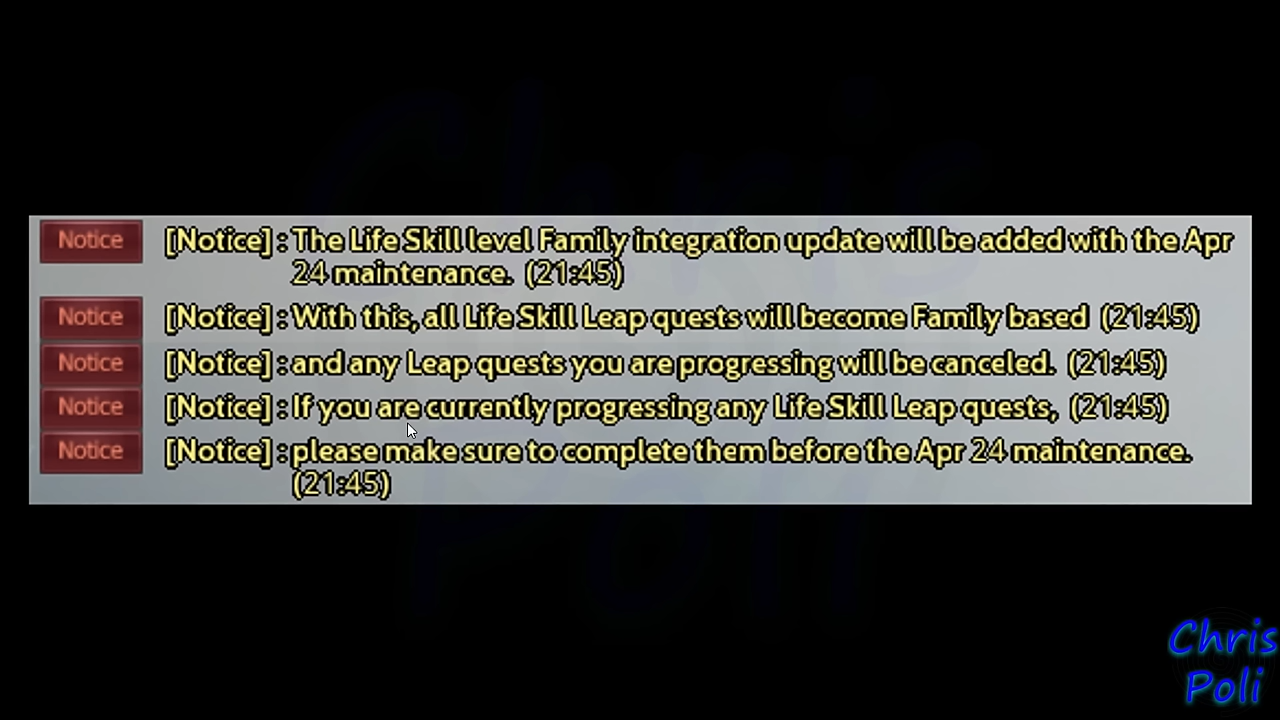 Notice [Notice] : The Life Skill level Family integration update will be added with the Apr
24 maintenance. (21:45)
Notice [Notice] : With this, all Life Skill Leap quests will become Family based (21:45)
Notice [Notice] : and any Leap quests you are progressing will be canceled. (21:45)
Notice [Notice] : If you are currently progressing any Life Skill Leap quests, (21:45)
Notice [Notice] : please make sure to complete them before the Apr 24 maintenance.
(21:45)
Chris
Poli